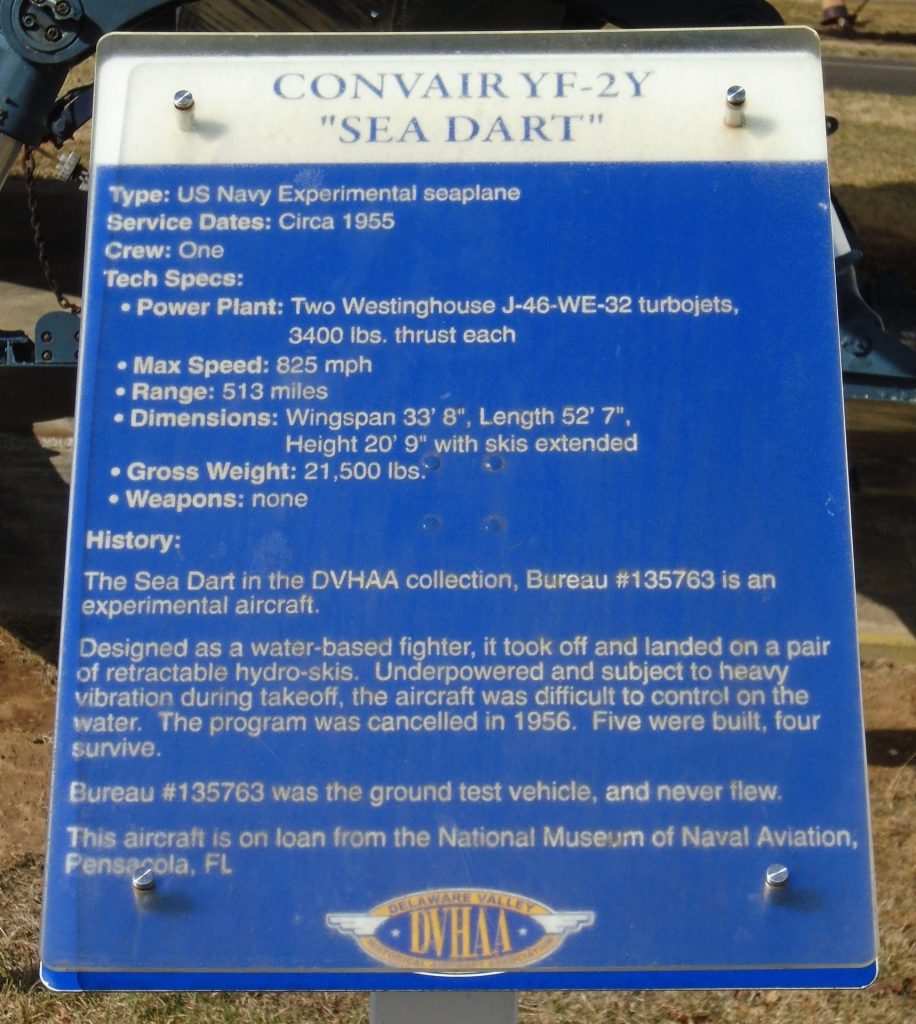 CONVAIR YF-2Y
"SEA DART"
Type: US Navy Experimental seaplane
Service Dates: Circa 1955
Crew: One
Tech Specs:
• Power Plant: Two Westinghouse J-46-WE-32 turbojets,
3400 lbs. thrust each
• Max Speed: 825 mph
• Range: 513 miles
• Dimensions: Wingspan 33' 8", Length 52' 7",
Height 20' 9" with skis extended
• Gross Weight: 21,500 lbs.
• Weapons: none
History:
The Sea Dart in the DVHAA collection, Bureau #135763 is an
experimental aircraft.
Designed as a water-based fighter, it took off and landed on a pair
of retractable hydro-skis. Underpowered and subject to heavy
vibration during takeoff, the aircraft was difficult to control on the
water. The program was cancelled in 1956. Five were built, four
survive.
Bureau #135763 was the ground test vehicle, and never flew.
This aircraft is on loan from the National Museum of Naval Aviation,
Pensacola, FL
DELAWARE VALLEY
DVHAA